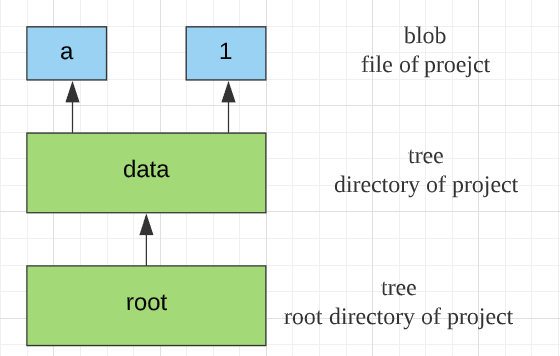 a
1
blob
file of proejct
data
tree
directory of project
root
tree
root directory of project